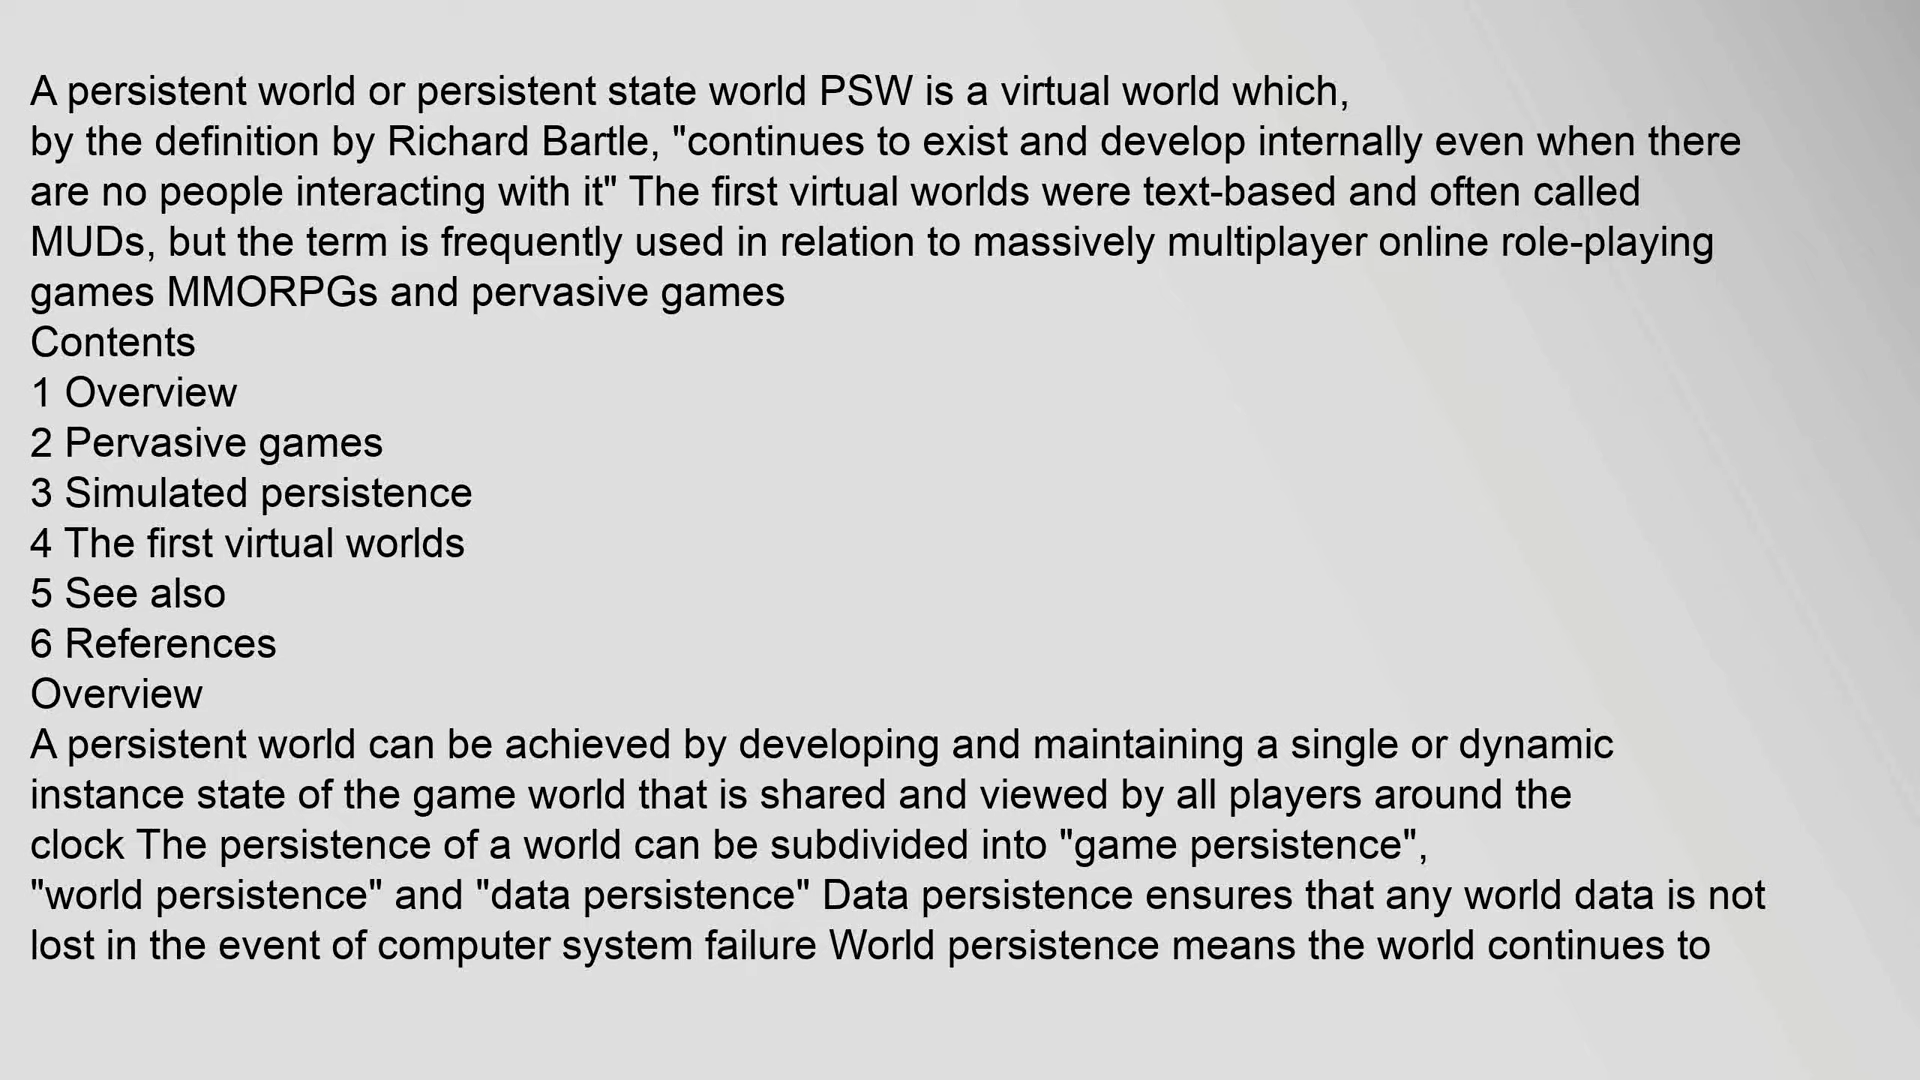 A persistent world or persistent state world PSW is a virtual world which,
by the definition by Richard Bartle, "continues to exist and develop internally even when there
are no people interacting with it" The first virtual worlds were text-based and often called
MUDs, but the term is frequently used in relation to massively multiplayer online role-playing
games MMORPGs and pervasive games
Contents
1 Overview
2 Pervasive games
3 Simulated persistence
4 The first virtual worlds
5 See also
6 References
Overview
A persistent world can be achieved by developing and maintaining a single or dynamic
instance state of the game world that is shared and viewed by all players around the
clock The persistence of a world can be subdivided into "game persistence",
"world persistence" and "data persistence" Data persistence ensures that any world data is not
lost in the event of computer system failure World persistence means the world continues to